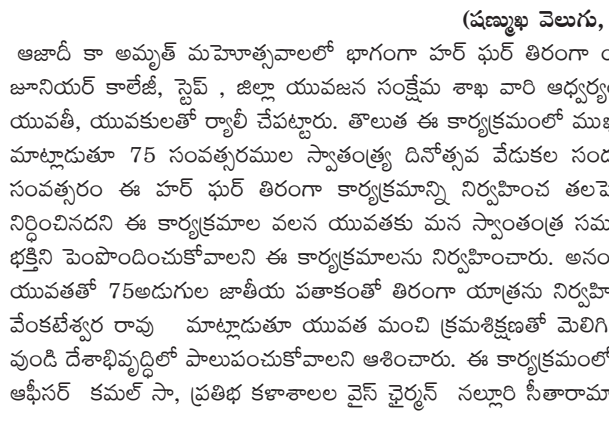 (షణ్ముఖ వెలుగు,
ఆజాదీ కా అమృత్ మహెూత్సవాలలో భాగంగా హర్ ఘర్ తిరంగా
జూనియర్ కాలేజీ, స్టెప్ , జిల్లా యువజన సంక్షేమ శాఖ వారి ఆధ్వర్యం
యువతీ, యువకులతో ర్యాలీ చేపట్టారు. తొలుత ఈ కార్యక్రమంలో ముఖ
మాట్లాడుతూ 75 సంవత్సరముల స్వాతంత్ర్య దినోత్సవ వేడుకల సంద
సంవత్సరం ఈ హర్ ఘర్ తిరంగా కార్యక్రమాన్ని నిర్వహించ తలపె
నిర్ధించినదని ఈ కార్యక్రమాల వలన యువతకు మన స్వాంతంత్ర సమ
భక్తిని పెంపొందించుకోవాలని ఈ కార్యక్రమాలను నిర్వహించారు. అనం
యువతతో 75అడుగుల జాతీయ పతాకంతో తిరంగా యాత్రను నిర్వహి
వేంకటేశ్వర రావు మాట్లాడుతూ యువత మంచి క్రమశిక్షణతో మెలిగి
వుండి దేశాభివృద్ధిలో పాలుపంచుకోవాలని ఆశించారు. ఈ కార్యక్రమంలో
ఆఫీసర్ కమల్ సా, ప్రతిభ కళాశాలల వైస్ ఛైర్మన్ నల్లూరి సీతారామా